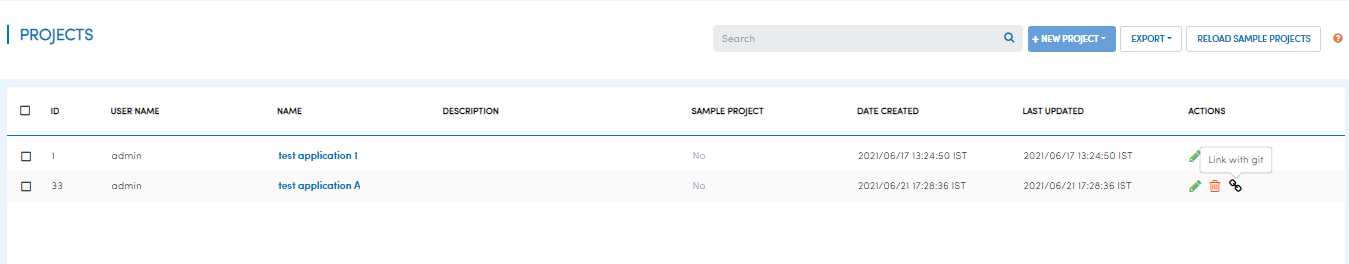 PROJECTS
Search
+ NEW PROJECT
EXPORT
RELOAD SAMPLE PROJECTS
?
ID USER NAME NAME DESCRIPTION SAMPLE PROJECT DATE CREATED LAST UPDATED ACTIONS
1 admin test application 1 No 2021/06/17 13:24:50 IST 2021/06/17 13:24:50 IST
Link with git
33 admin test application A No 2021/06/21 17:28:36 IST 2021/06/21 17:28:36 IST